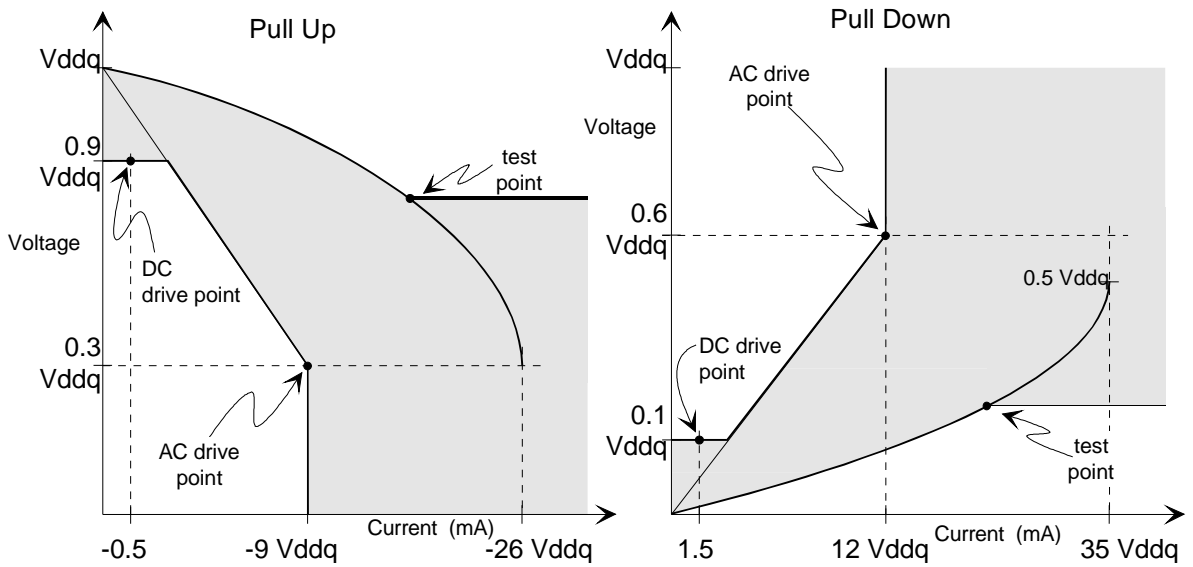 Pull Up
Vddq
0.9
Vddq
Voltage
DC
drive point
test
point
0.3
Vddq
AC drive
point
Current (mA)
-0.5
-9 Vddq
-26 Vddq
Pull Down
Vddq
AC drive
point
Voltage
0.6
Vddq
0.5 Vddq
DC drive
point
0.1
Vddq
test
point
Current (mA)
1.5
12 Vddq
35 Vddq